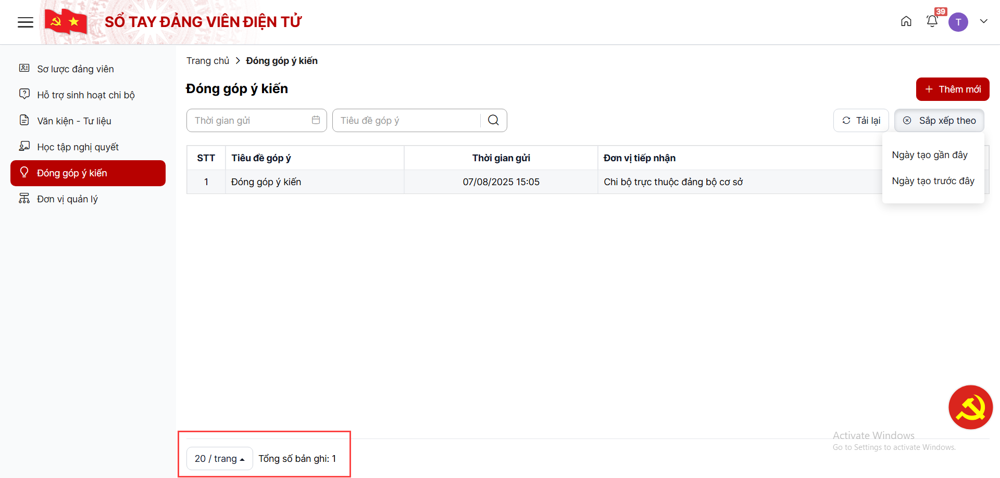 SỔ TAY ĐẢNG VIÊN ĐIỆN TỬ
39
T
Sơ lược đảng viên
Hỗ trợ sinh hoạt chi bộ
Văn kiện - Tư liệu
Học tập nghị quyết
Đóng góp ý kiến
Đơn vị quản lý
Trang chủ > Đóng góp ý kiến
Đóng góp ý kiến
+ Thêm mới
Thời gian gửi
Tiêu đề góp ý
Tải lại
Sắp xếp theo
Ngày tạo gần đây
Ngày tạo trước đây
STT Tiêu đề góp ý Thời gian gửi Đơn vị tiếp nhận
1 Đóng góp ý kiến 07/08/2025 15:05 Chi bộ trực thuộc đảng bộ cơ sở
Activate Windows
Go to Settings to activate Windows.
20 / trang Tổng số bản ghi: 1